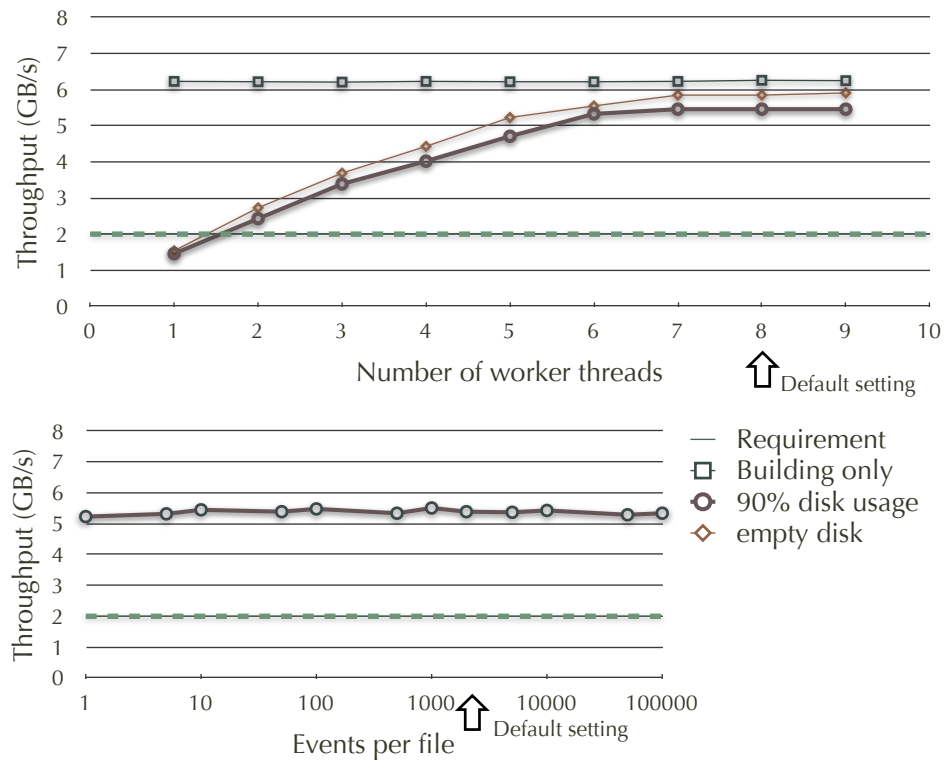 8
7
6
5
4
3
2
1
0
Throughput (GB/s)
0 1 2 3 4 5 6 7 8 9 10
Number of worker threads
Default setting
8
7
6
5
4
3
2
1
0
Throughput (GB/s)
1 10 100 1000 10000 100000
Events per file
Default setting
Requirement
Building only
90% disk usage
empty disk